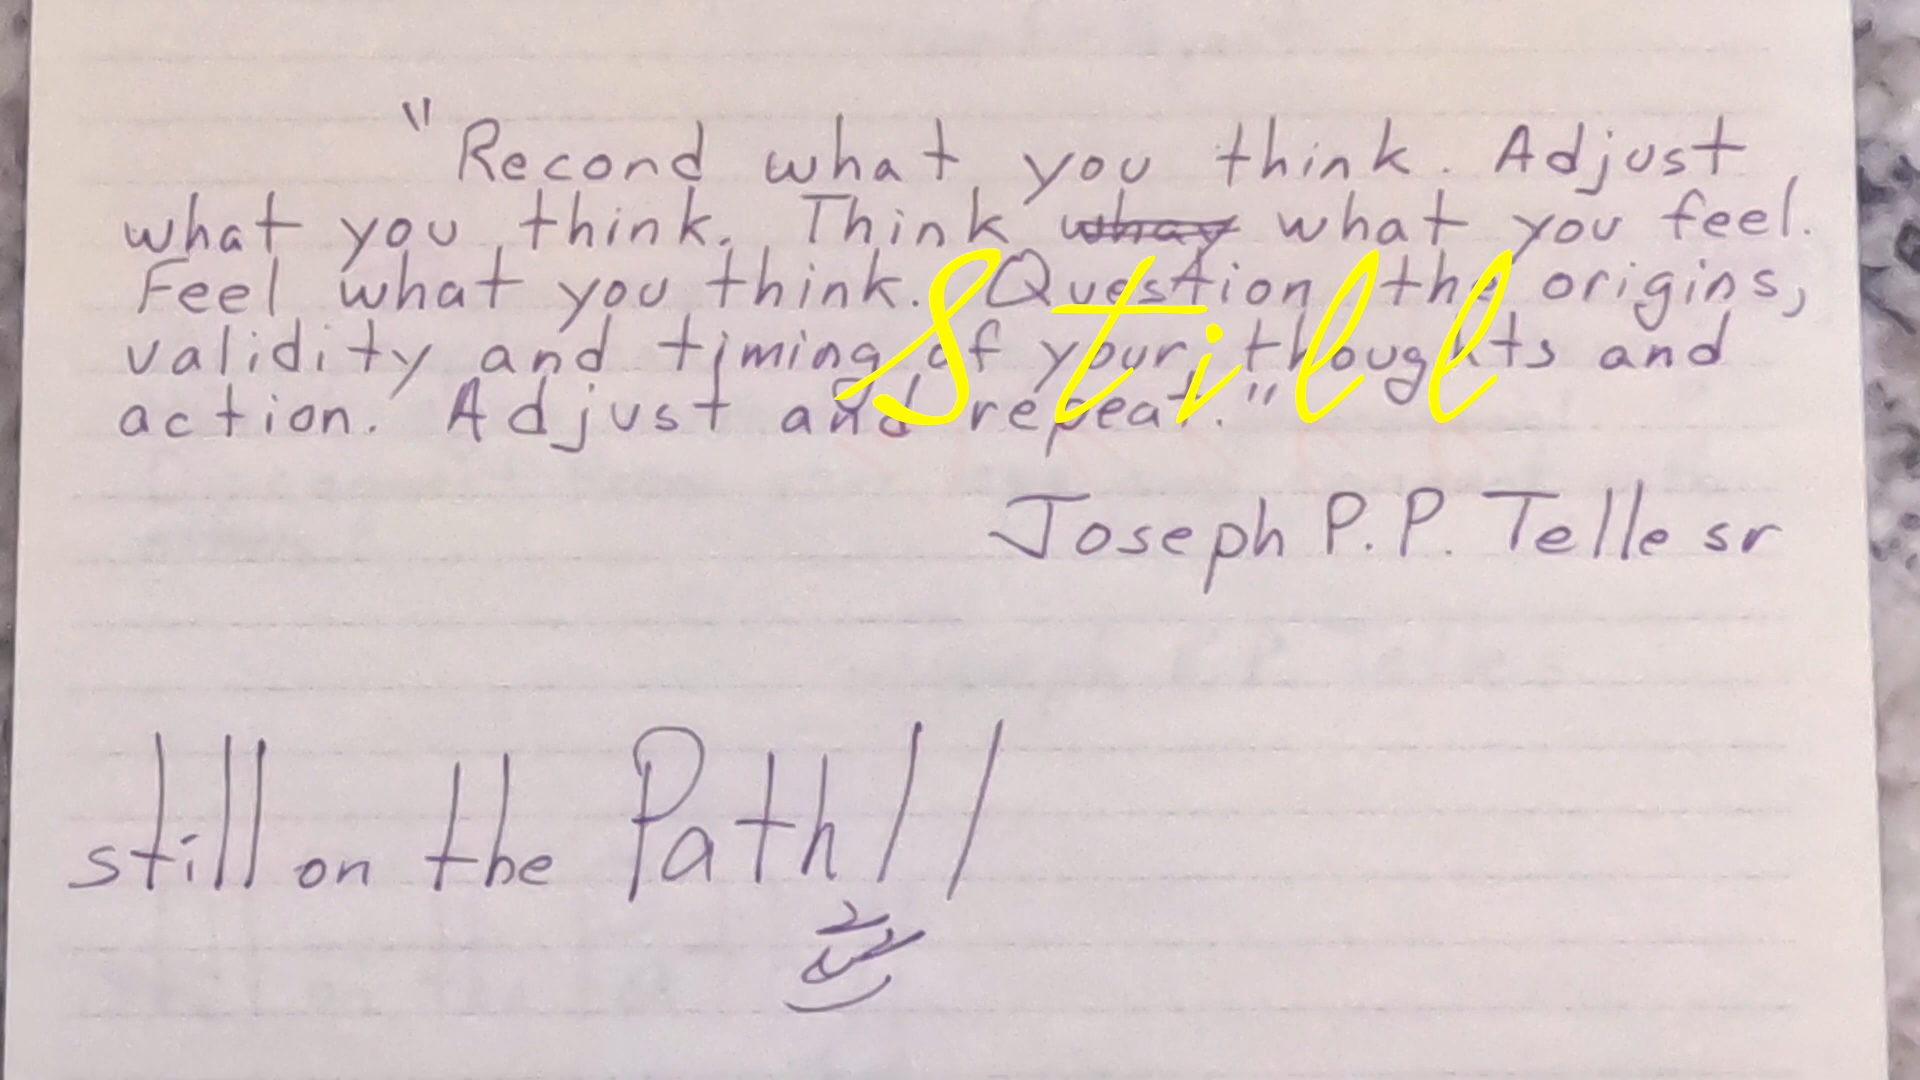 "Record what you think. Adjust
what you think. Think whay what you feel.
Feel what you think. Question the origins,
validity and timing of your thoughts and
action. Adjust and repeat."
Still
Joseph P.P. Telle sr
still on the Path!!